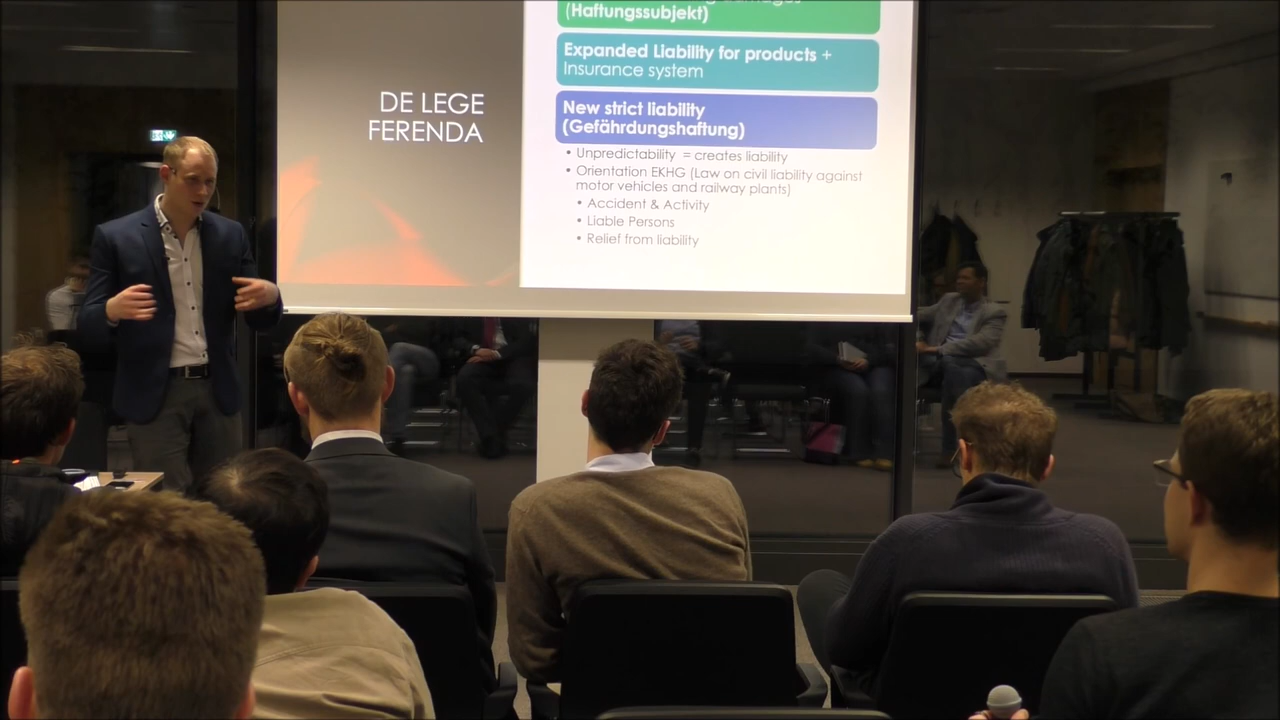 DE LEGE
FERENDA
(Haftungssubjekt)
Expanded Liability for products +
Insurance system
New strict liability
(Gefährdungshaftung)
• Unpredictability = creates liability
• Orientation EKHG (Law on civil liability against
motor vehicles and railway plants)
• Accident & Activity
• Liable Persons
• Relief from liability